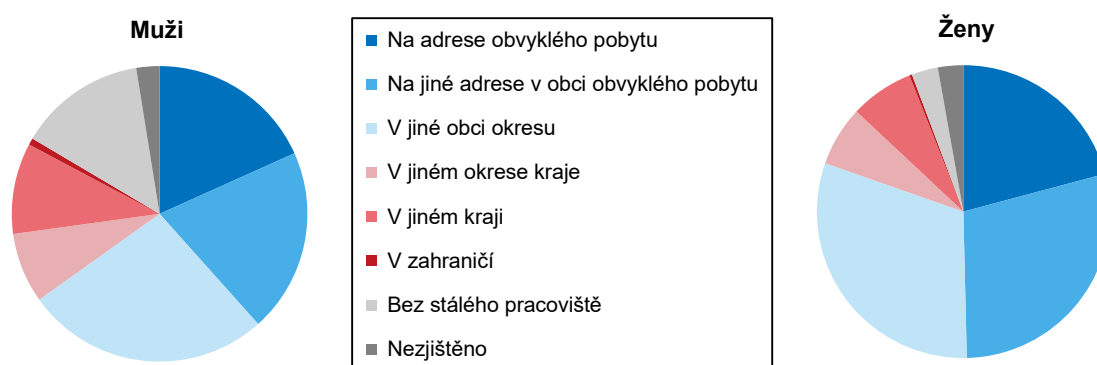 Muži
Na adrese obvyklého pobytu
Na jiné adrese v obci obvyklého pobytu
V jiné obci okresu
V jiném okrese kraje
V jiném kraji
V zahraničí
Bez stálého pracoviště
Nezjištěno
Ženy